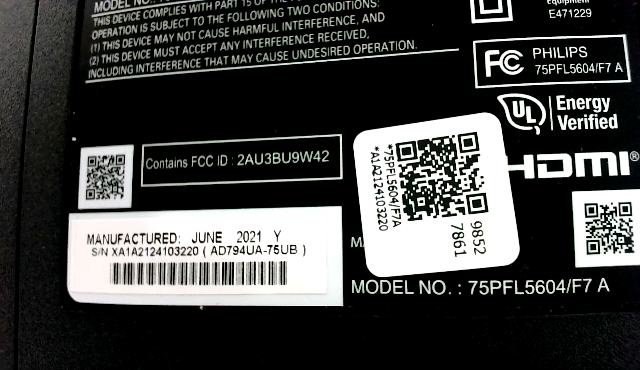 MODEL NO.:
THIS DEVICE COMPLIES WITH PART 15 OF THE
OPERATION IS SUBJECT TO THE FOLLOWING TWO CONDITIONS:
(1) THIS DEVICE MAY NOT CAUSE HARMFUL INTERFERENCE, AND
(2) THIS DEVICE MUST ACCEPT ANY INTERFERENCE RECEIVED,
INCLUDING INTERFERENCE THAT MAY CAUSE UNDESIRED OPERATION.
Equipment
E471229
FC PHILIPS
75PFL5604/F7 A
UL Energy
Verified
HDMI®
Contains FCC ID : 2AU3BU9W42
*75PFL5604/F7A
*A1A2124103220
9852
7861
MANUFACTURED: JUNE 2021 Y
S/N XA1A2124103220 ( AD794UA-75UB )
MODEL NO. : 75PFL5604/F7 A